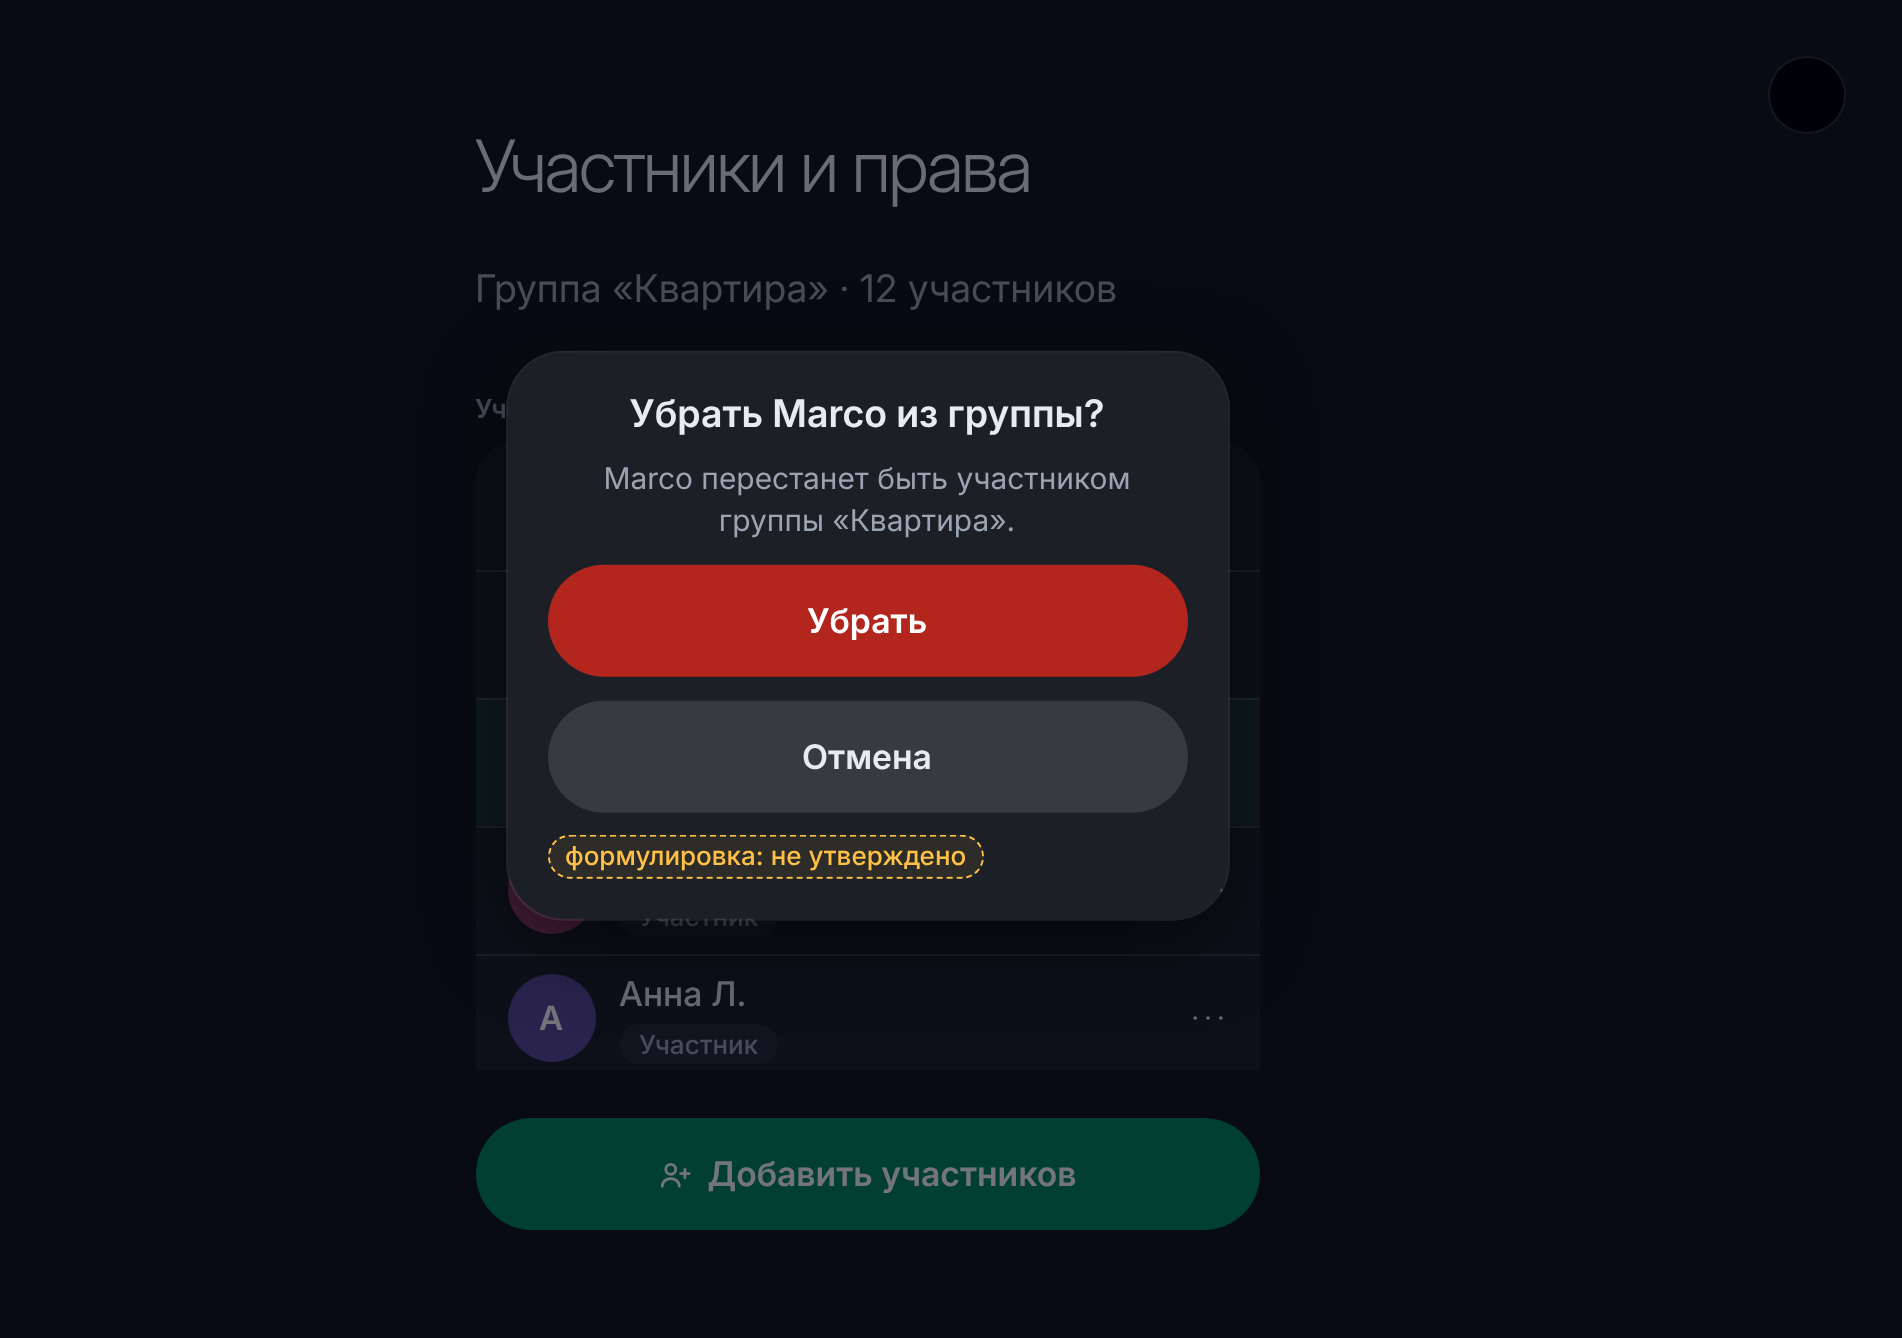 Участники и права
Группа «Квартира» · 12 участников
Убрать Marco из группы?
Marco перестанет быть участником
группы «Квартира».
Убрать
Отмена
формулировка: не утверждено
Участник
А
Анна Л.
Участник
Добавить участников